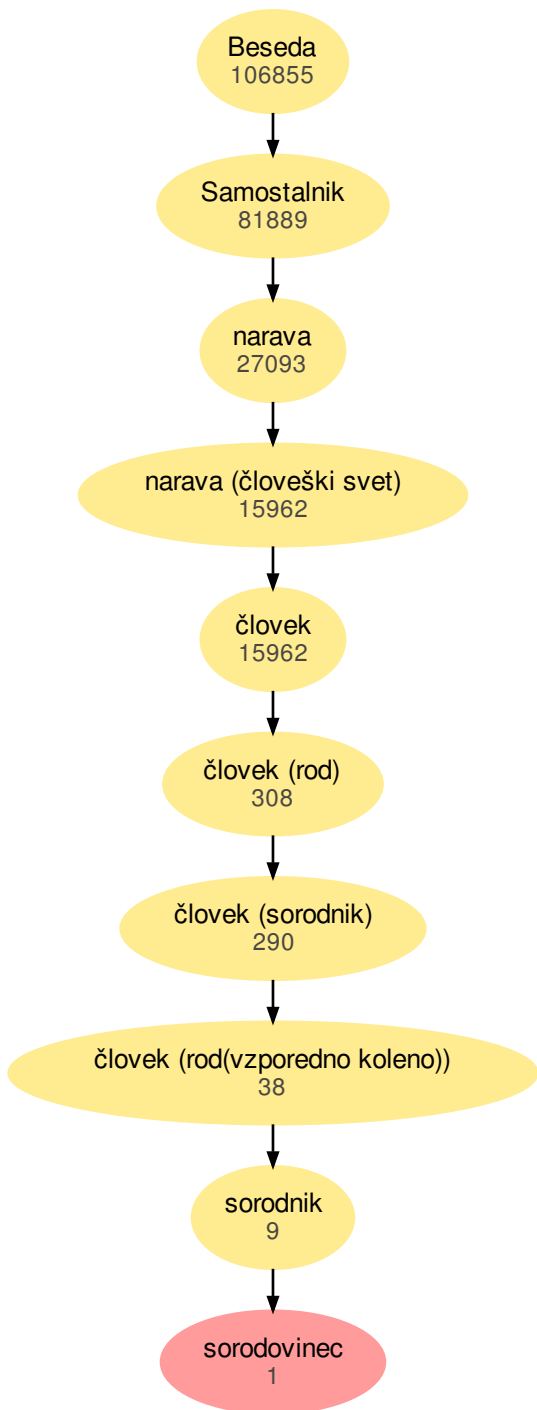 Beseda
106855
Samostalnik
81889
narava
27093
narava (človeški svet)
15962
človek
15962
človek (rod)
308
človek (sorodnik)
290
človek (rod(vzporedno koleno))
38
sorodnik
9
sorodovinec
1